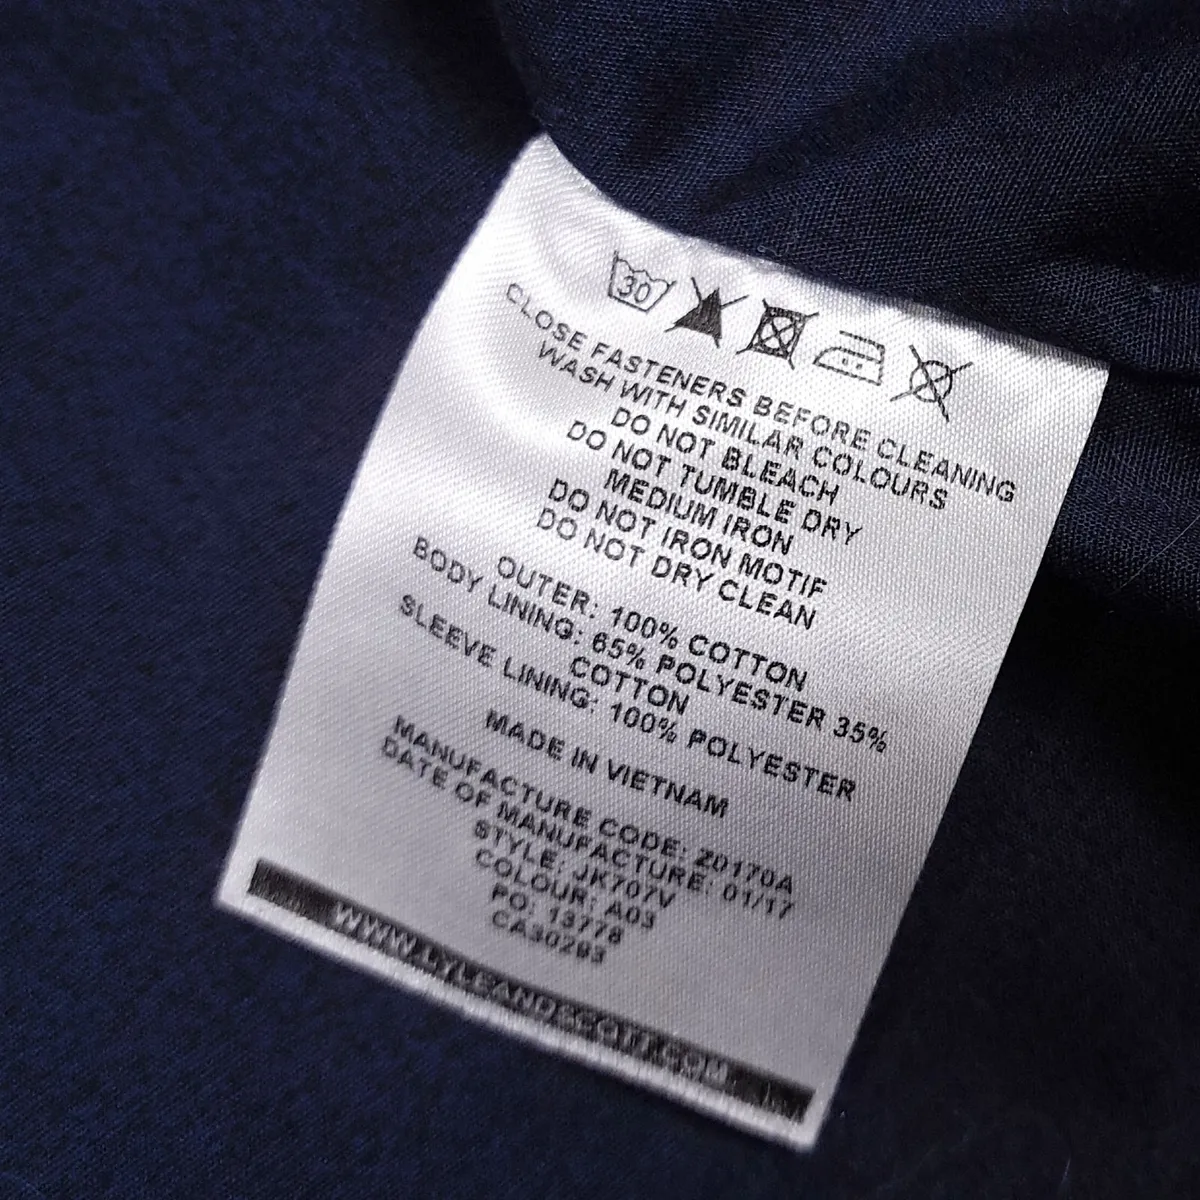 30
CLOSE FASTENERS BEFORE CLEANING
WASH WITH SIMILAR COLOURS
DO NOT BLEACH
DO NOT TUMBLE DRY
MEDIUM IRON
DO NOT IRON MOTIF
DO NOT DRY CLEAN
OUTER: 100% COTTON
BODY LINING: 65% POLYESTER 35%
COTTON
SLEEVE LINING: 100% POLYESTER
MADE IN VIETNAM
MANUFACTURE CODE: Z0170A
DATE OF MANUFACTURE: 01/17
STYLE: JK707V
COLOUR: A03
PO: 13778
CA30293
WWW.LYLEANDSCOTT.COM